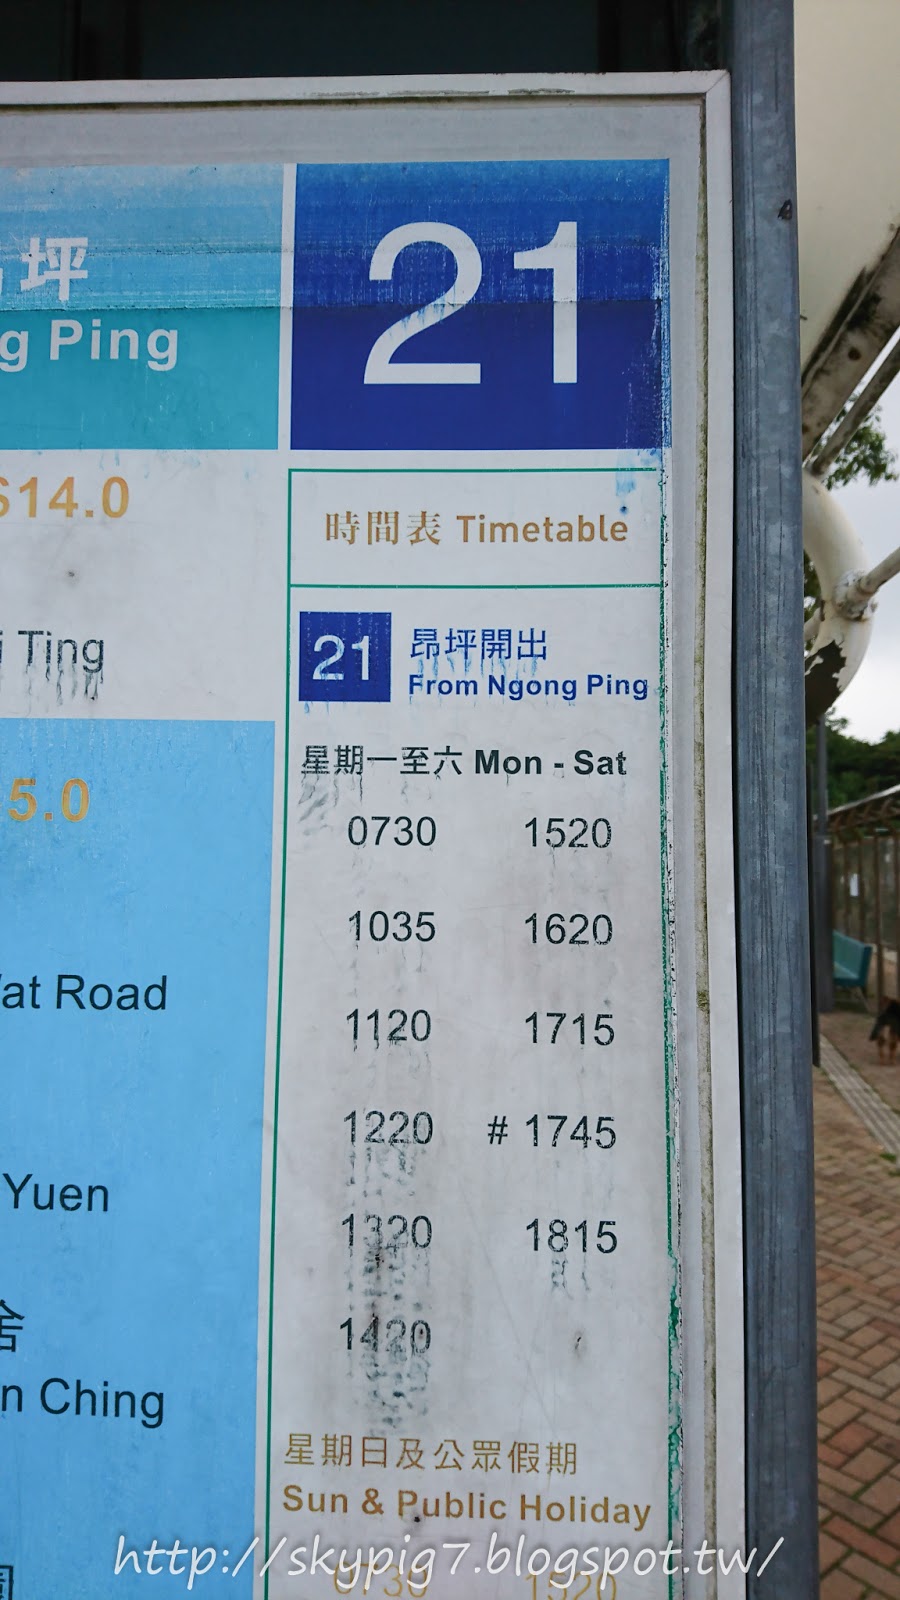 坪
g Ping
21
$14.0
時間表 Timetable
Ting
21 昂坪開出
From Ngong Ping
星期一至六 Mon - Sat
5.0
0730 1520
1035 1620
at Road
1120 1715
1220 # 1745
Yuen
1320 1815
舍
1420
n Ching
星期日及公眾假期
Sun & Public Holiday
0730 1520
http://skypig7.blogspot.tw/